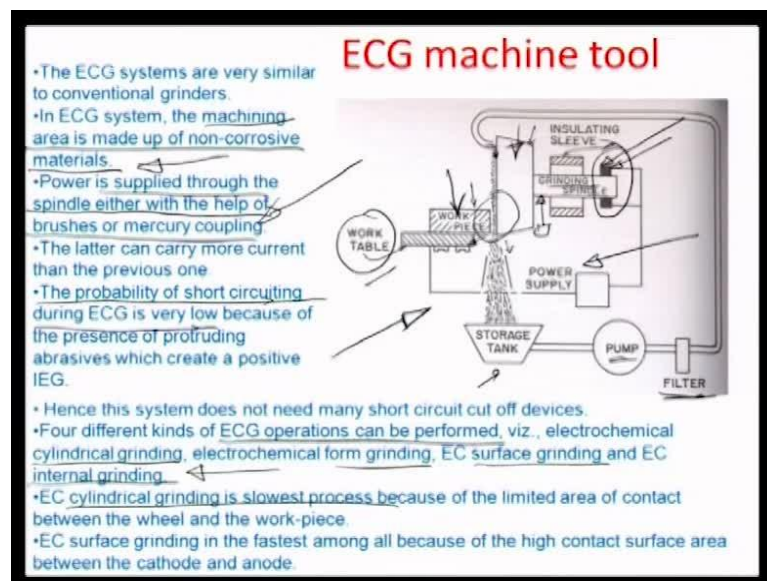 ECG machine tool
•The ECG systems are very similar
to conventional grinders.
•In ECG system, the machining
area is made up of non-corrosive
materials.
•Power is supplied through the
spindle either with the help of
brushes or mercury coupling.
•The latter can carry more current
than the previous one
•The probability of short circuiting
during ECG is very low because of
the presence of protruding
abrasives which create a positive
IEG.
INSULATING
SLEEVE
GRINDING
SPINDLE
WORK
PIECE
WORK
TABLE
POWER
SUPPLY
STORAGE
TANK
PUMP
FILTER
• Hence this system does not need many short circuit cut off devices.
•Four different kinds of ECG operations can be performed, viz., electrochemical
cylindrical grinding, electrochemical form grinding, EC surface grinding and EC
internal grinding.
•EC cylindrical grinding is slowest process because of the limited area of contact
between the wheel and the work-piece.
•EC surface grinding in the fastest among all because of the high contact surface area
between the cathode and anode.